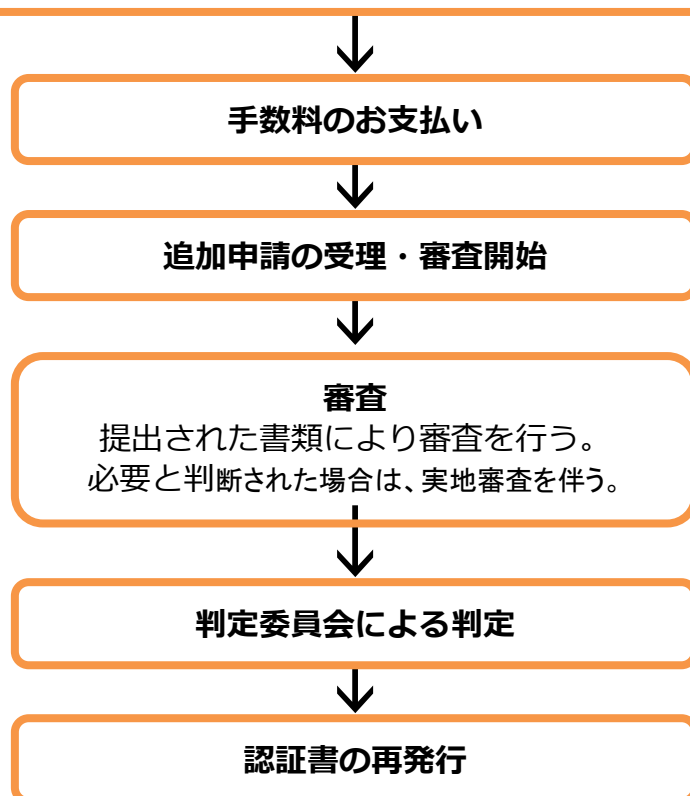 手数料のお支払い
追加申請の受理・審査開始
審査
提出された書類により審査を行う。
必要と判断された場合は、実地審査を伴う。
判定委員会による判定
認証書の再発行